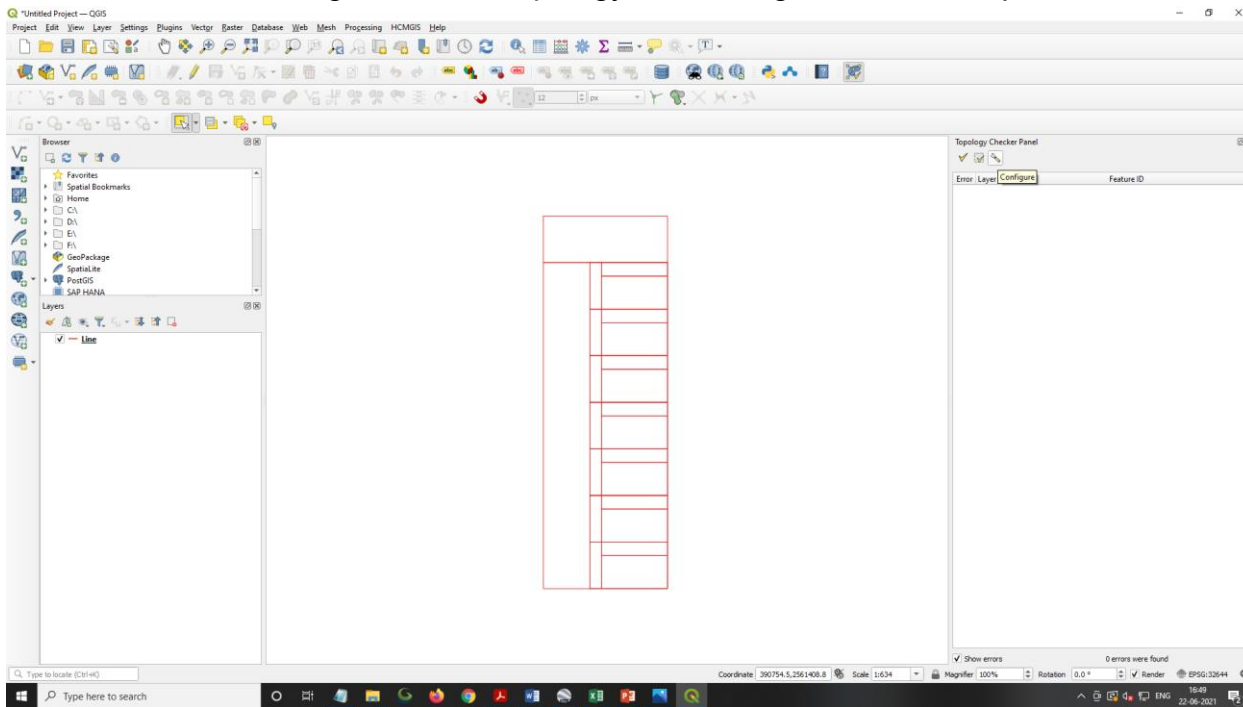 *Untitled Project — QGIS
Project Edit View Layer Settings Plugins Vector Raster Database Web Mesh Processing HCMGIS Help
12 px
Browser
Favorites
Spatial Bookmarks
Home
C:\
D:\
E:\
F:\
GeoPackage
SpatiaLite
PostGIS
SAP HANA
Layers
Line
Topology Checker Panel
Error Layer Feature ID
Configure
Show errors 0 errors were found
Type to locate (Ctrl+K) Coordinate 390754.5,2561408.8 Scale 1:634 Magnifier 100% Rotation 0.0 ° Render EPSG:32644
Type here to search ENG 16:49
22-06-2021